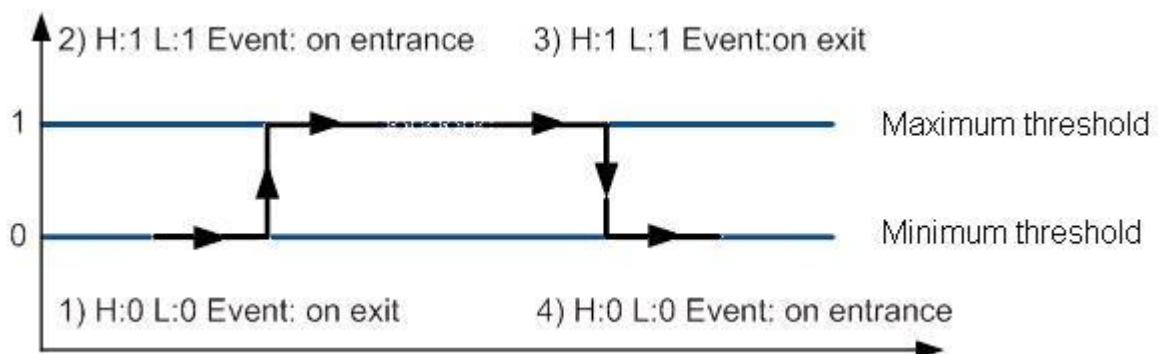 2) H:1 L:1 Event: on entrance
3) H:1 L:1 Event:on exit
1
Maximum threshold
0
Minimum threshold
1) H:0 L:0 Event: on exit
4) H:0 L:0 Event: on entrance